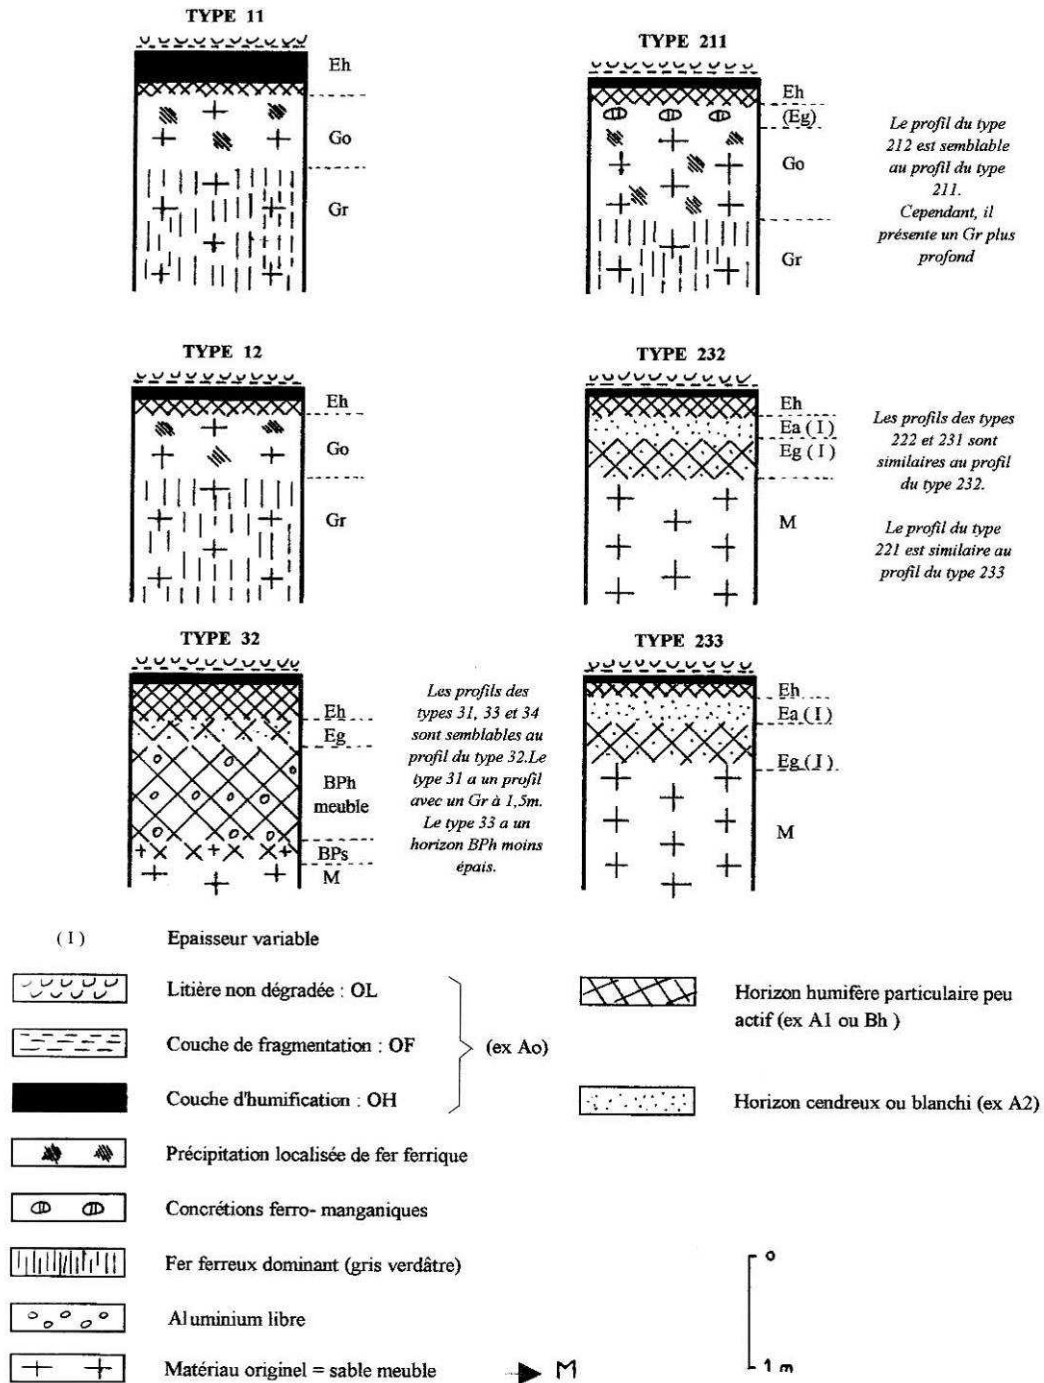 TYPE 11
Eh
Go
Gr
TYPE 211
Eh
(Eg)
Go
Gr
Le profil du type
212 est semblable
au profil du type
211.
Cependant, il
présente un Gr plus
profond
TYPE 12
Eh
Go
Gr
TYPE 232
Eh
Ea ( I )
Eg ( I )
M
Les profils des types
222 et 231 sont
similaires au profil
du type 232.
Le profil du type
221 est similaire au
profil du type 233
TYPE 32
Eh
Eg
BPh
meuble
BPs
M
Les profils des
types 31, 33 et 34
sont semblables au
profil du type 32.Le
type 31 a un profil
avec un Gr à 1,5m.
Le type 33 a un
horizon BPh moins
épais.
TYPE 233
Eh
Ea ( I )
Eg ( I )
M
( I ) Epaisseur variable
Litière non dégradée : OL
Couche de fragmentation : OF
(ex Ao)
Couche d'humification : OH
Précipitation localisée de fer ferrique
Concrétions ferro- manganiques
Fer ferreux dominant (gris verdâtre)
Aluminium libre
Matériau originel = sable meuble M
Horizon humifère particulaire peu
actif (ex A1 ou Bh )
Horizon cendreux ou blanchi (ex A2)
0
1 m